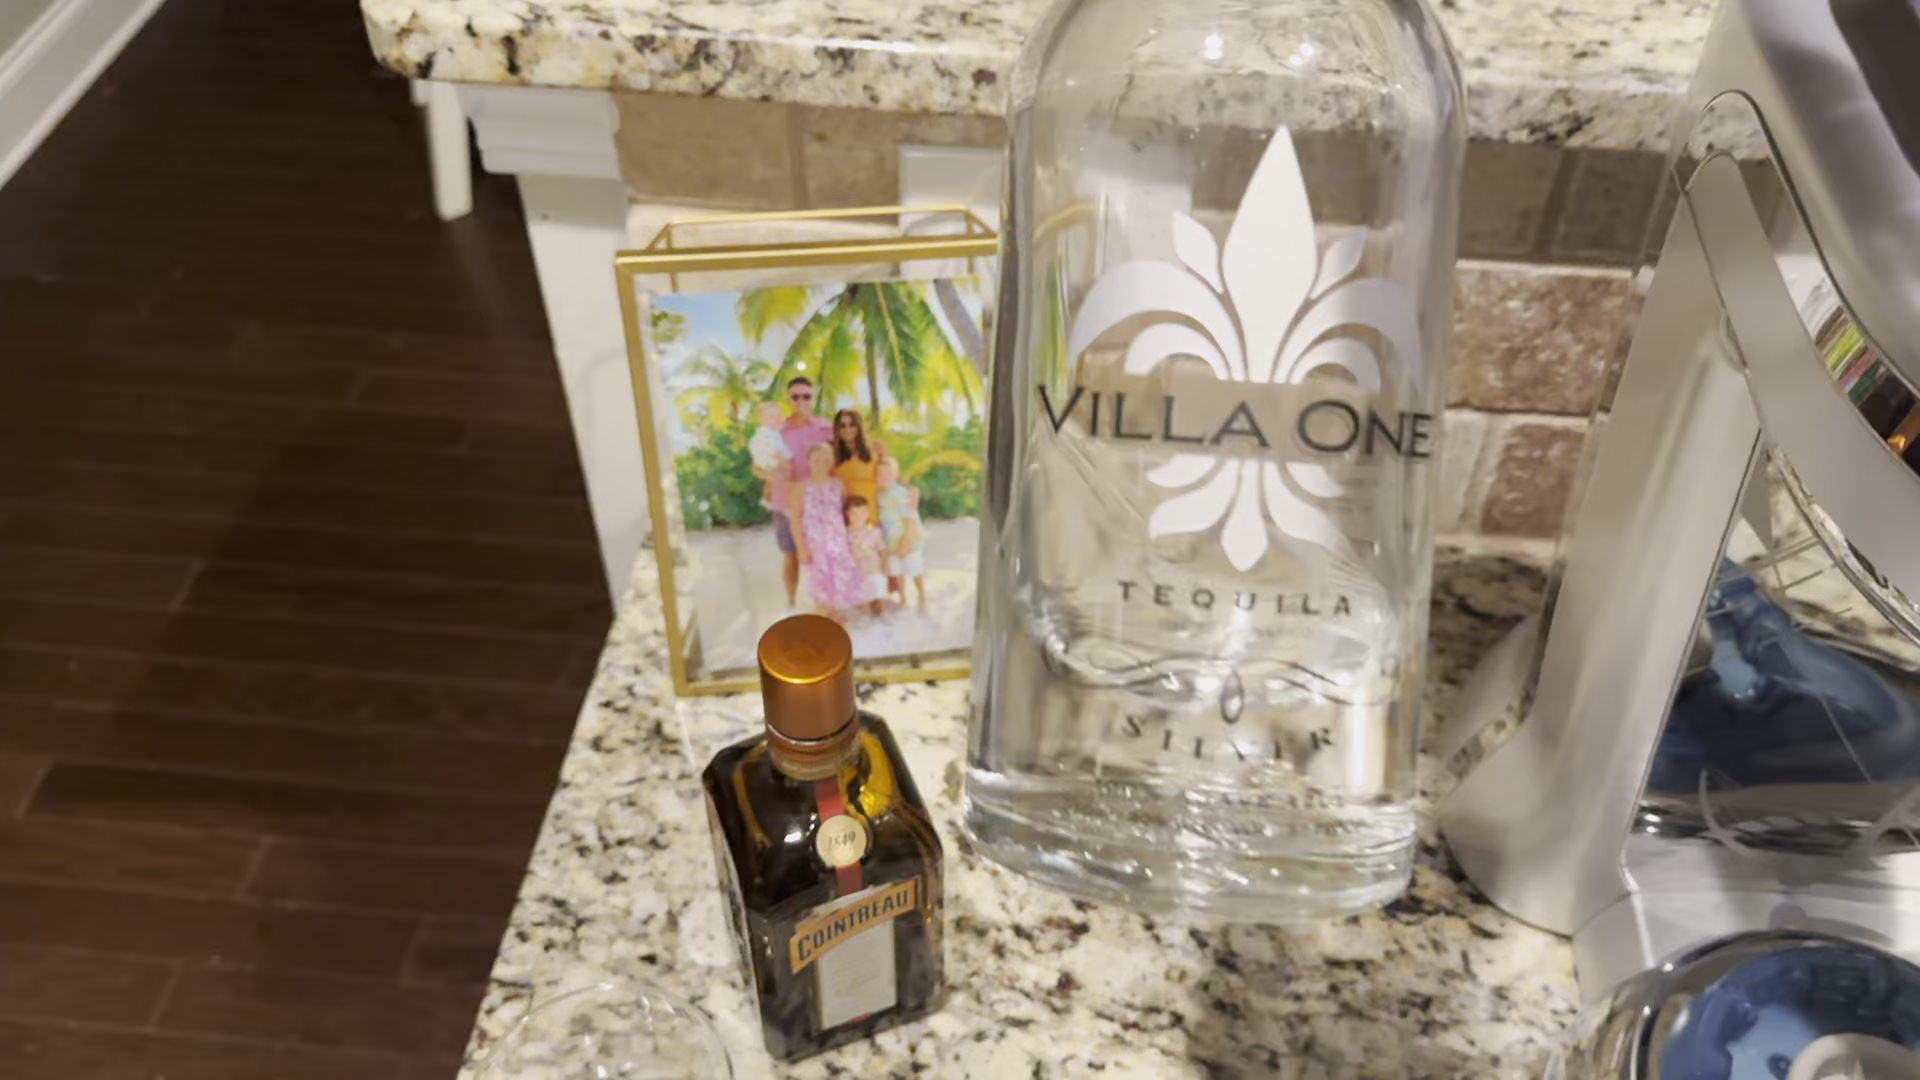 VILLA ONE
TEQUILA
SILVER
1849
COINTREAU